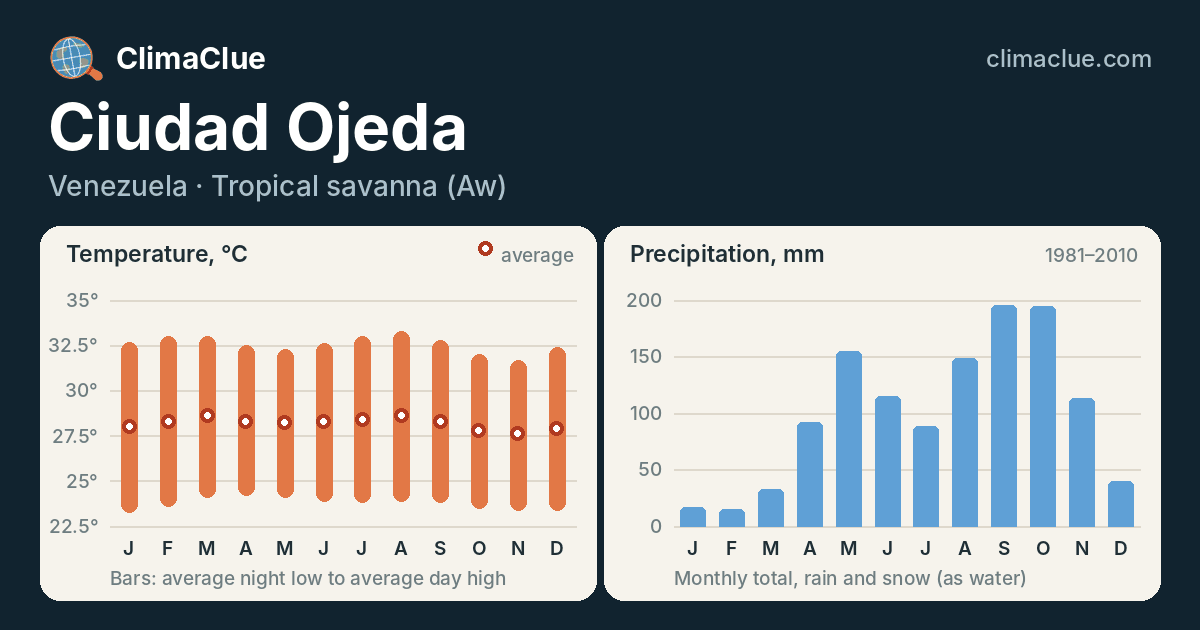 ClimaClue
climaclue.com
Ciudad Ojeda
Venezuela · Tropical savanna (Aw)
Temperature, °C
average
35°
32.5°
30°
27.5°
25°
22.5°
J F M A M J J A S O N D
Bars: average night low to average day high
Precipitation, mm
1981–2010
200
150
100
50
0
J F M A M J J A S O N D
Monthly total, rain and snow (as water)